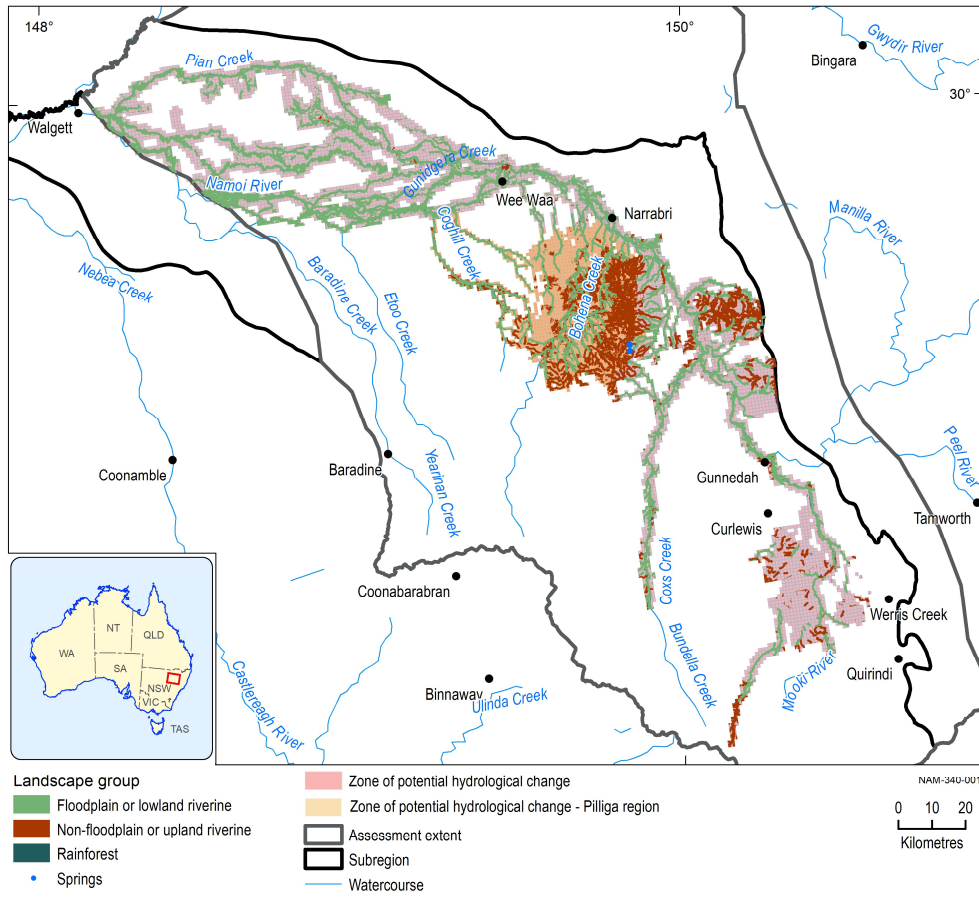 148°
150°
Gwydir River
Bingara
Pian Creek
30°
Walgett
Gunidgera Creek
Namoi River
Wee Waa
Narrabri
Manilla River
Coghill Creek
Nebea Creek
Baradine Creek
Etoo Creek
Bohena Creek
Peel River
Coonamble
Baradine
Yearinan Creek
Gunnedah
Tamworth
Curlewis
Coxs Creek
Coonabarabran
Werris Creek
Bundella Creek
Quirindi
Mooki River
Binnaway
Ulinda Creek
Castlereagh River
NT
QLD
WA
SA
NSW
VIC
TAS
Landscape group
Floodplain or lowland riverine
Non-floodplain or upland riverine
Rainforest
Springs
Zone of potential hydrological change
Zone of potential hydrological change - Pilliga region
Assessment extent
Subregion
Watercourse
NAM-340-001
0 10 20
Kilometres